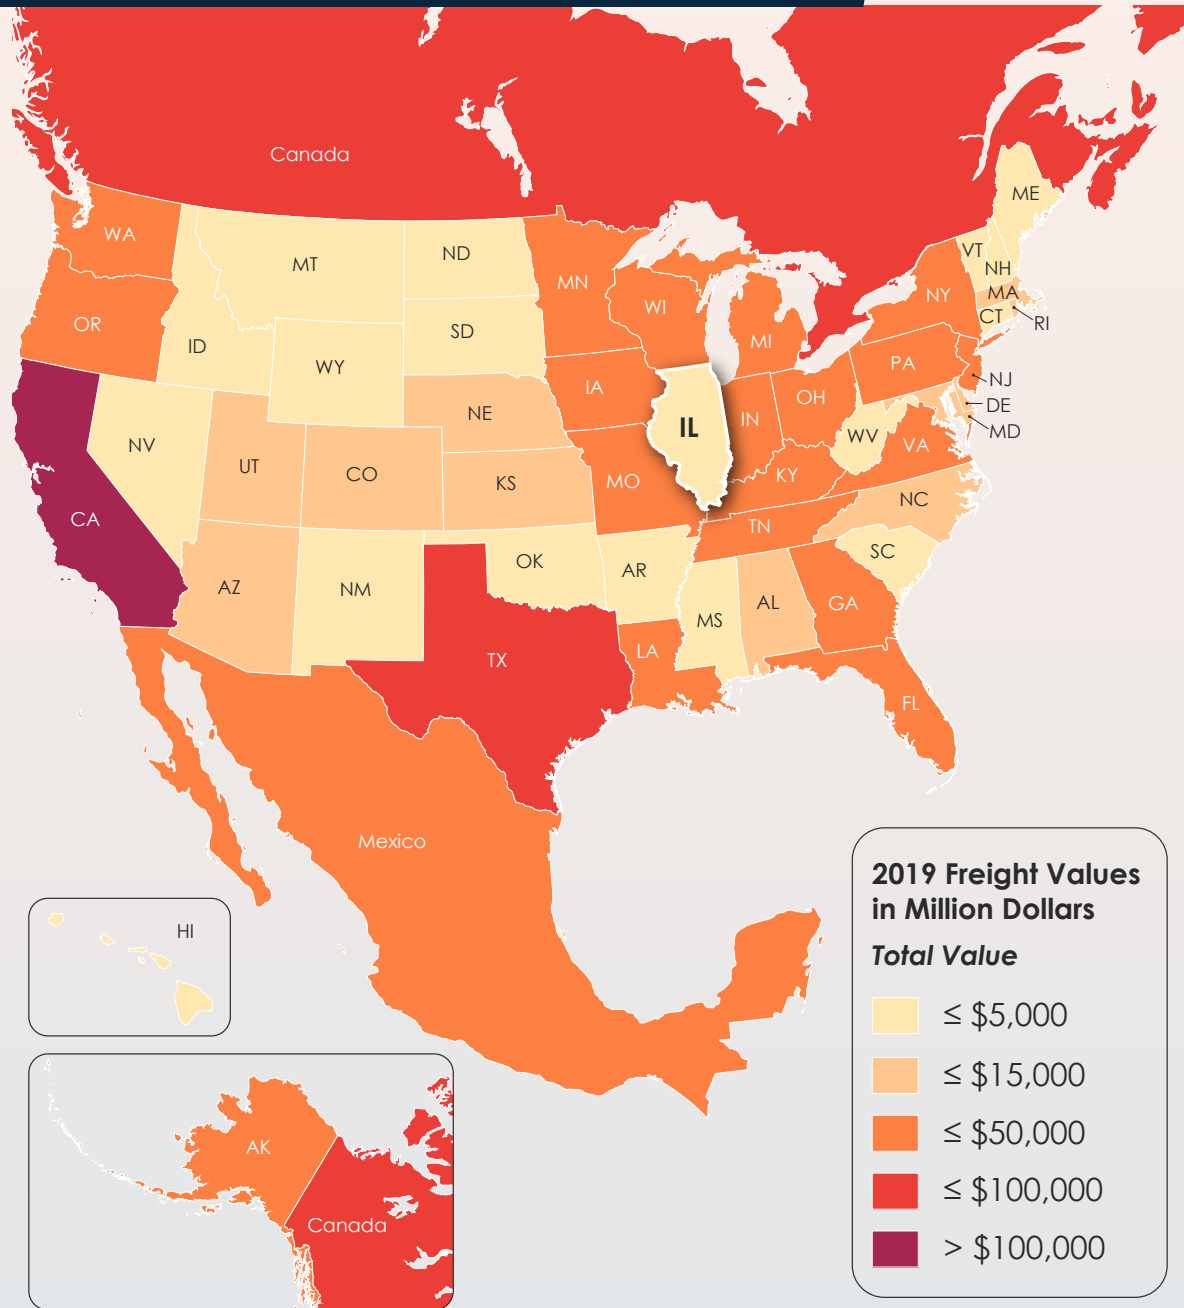 Canada
ME
WA
VT
MT
ND
NH
MN
MA
NY
WI
CT
OR
RI
SD
MI
ID
PA
WY
NJ
IA
OH
DE
NE
IN
IL
MD
WV
NV
VA
UT
CO
KY
KS
MO
NC
CA
TN
SC
OK
AR
AZ
NM
AL
GA
MS
LA
TX
FL
Mexico
2019 Freight Values
in Million Dollars
Total Value
≤ $5,000
≤ $15,000
≤ $50,000
≤ $100,000
> $100,000
HI
AK
Canada